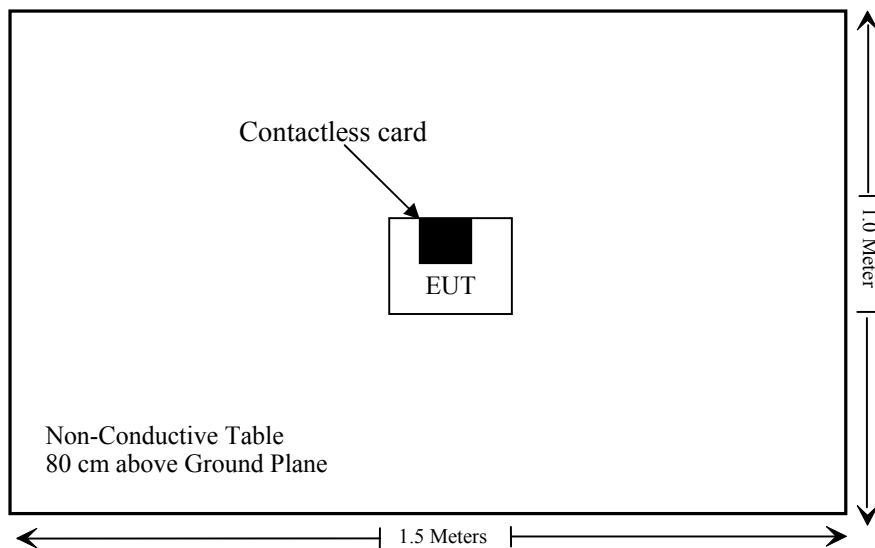 Contactless card
EUT
1.0 Meter
Non-Conductive Table
80 cm above Ground Plane
1.5 Meters